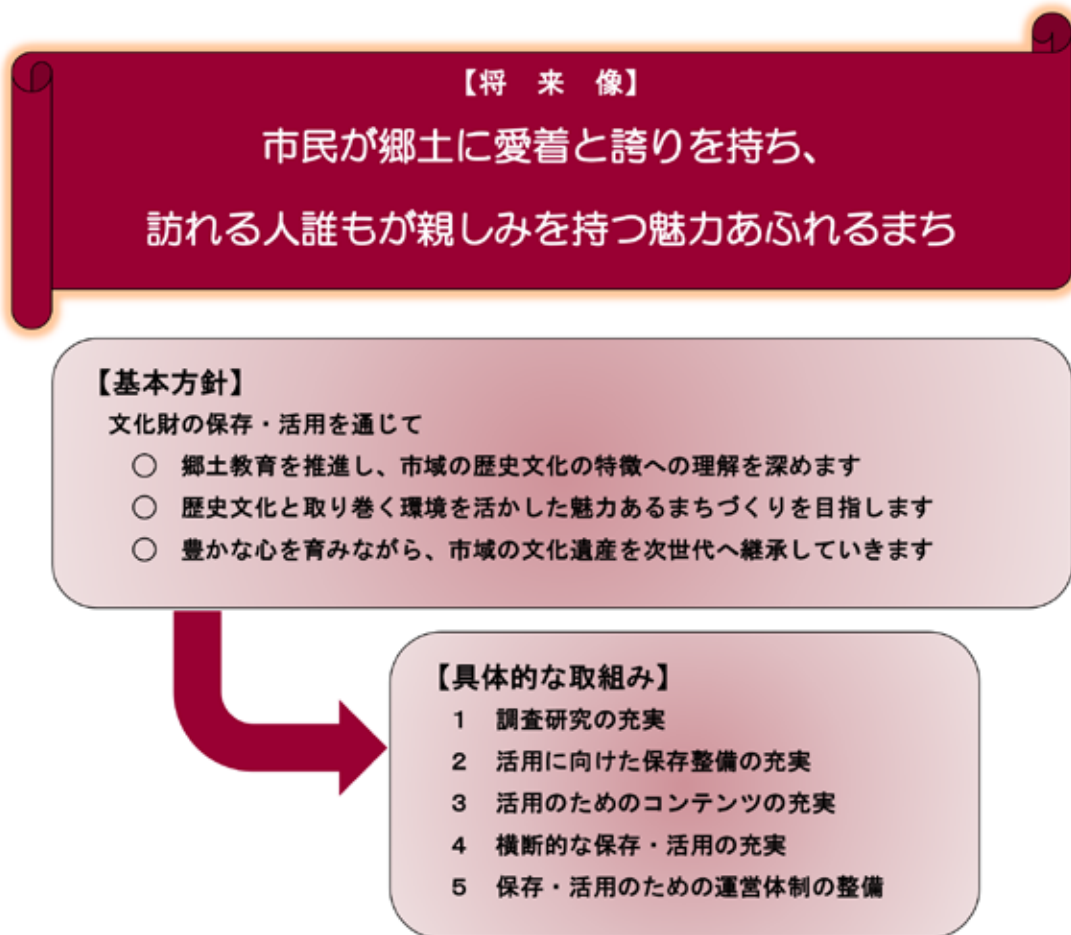 【将　来　像】
市民が郷土に愛着と誇りを持ち、
訪れる人誰もが親しみを持つ魅力あふれるまち
【基本方針】
文化財の保存・活用を通じて
○　郷土教育を推進し、市域の歴史文化の特徴への理解を深めます
○　歴史文化と取り巻く環境を活かした魅力あるまちづくりを目指します
○　豊かな心を育みながら、市域の文化遺産を次世代へ継承していきます
【具体的な取組み】
1　調査研究の充実
2　活用に向けた保存整備の充実
3　活用のためのコンテンツの充実
4　横断的な保存・活用の充実
5　保存・活用のための運営体制の整備